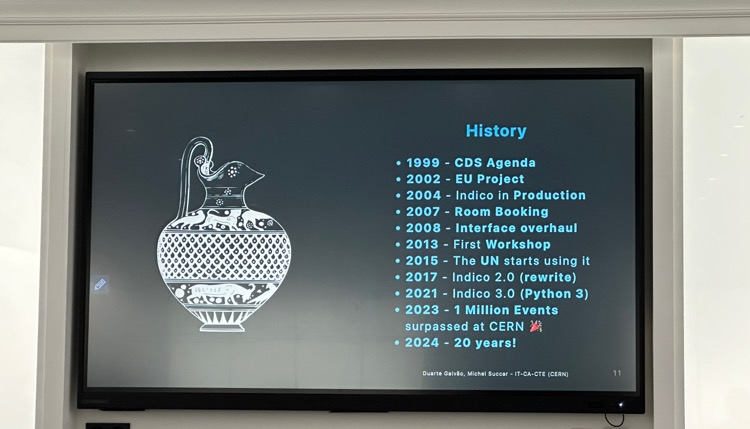 History
• 1999 - CDS Agenda
• 2002 - EU Project
• 2004 - Indico in Production
• 2007 - Room Booking
• 2008 - Interface overhaul
• 2013 - First Workshop
• 2015 - The UN starts using it
• 2017 - Indico 2.0 (rewrite)
• 2021 - Indico 3.0 (Python 3)
• 2023 - 1 Million Events
surpassed at CERN 🎉
• 2024 - 20 years!
Duarte Galvão, Michel Succar - IT-CA-CTE (CERN)
11